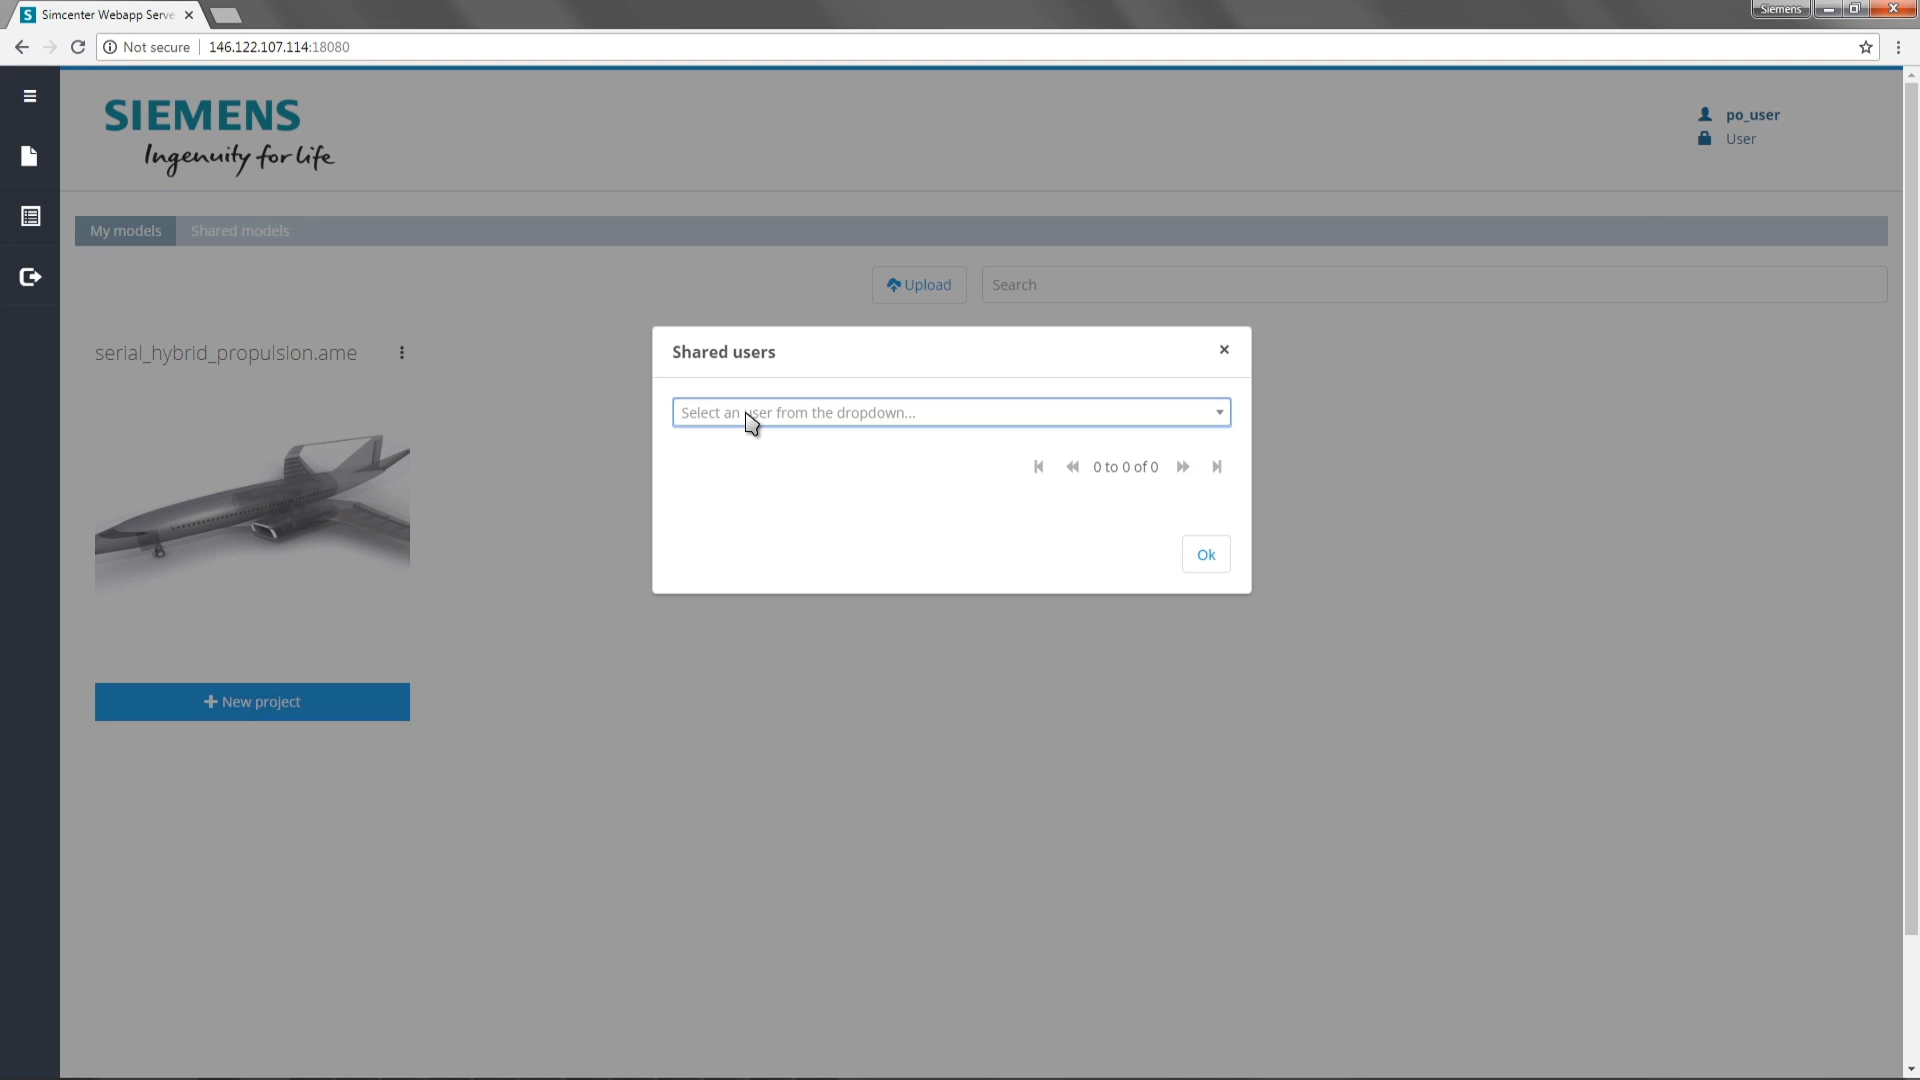 Simcenter Webapp Serve
Siemens
Not secure
146.122.107.114:18080
SIEMENS
Ingenuity for life
po_user
User
My models
Shared models
Upload
Search
serial_hybrid_propulsion.ame
Shared users
Select an user from the dropdown...
0 to 0 of 0
Ok
New project